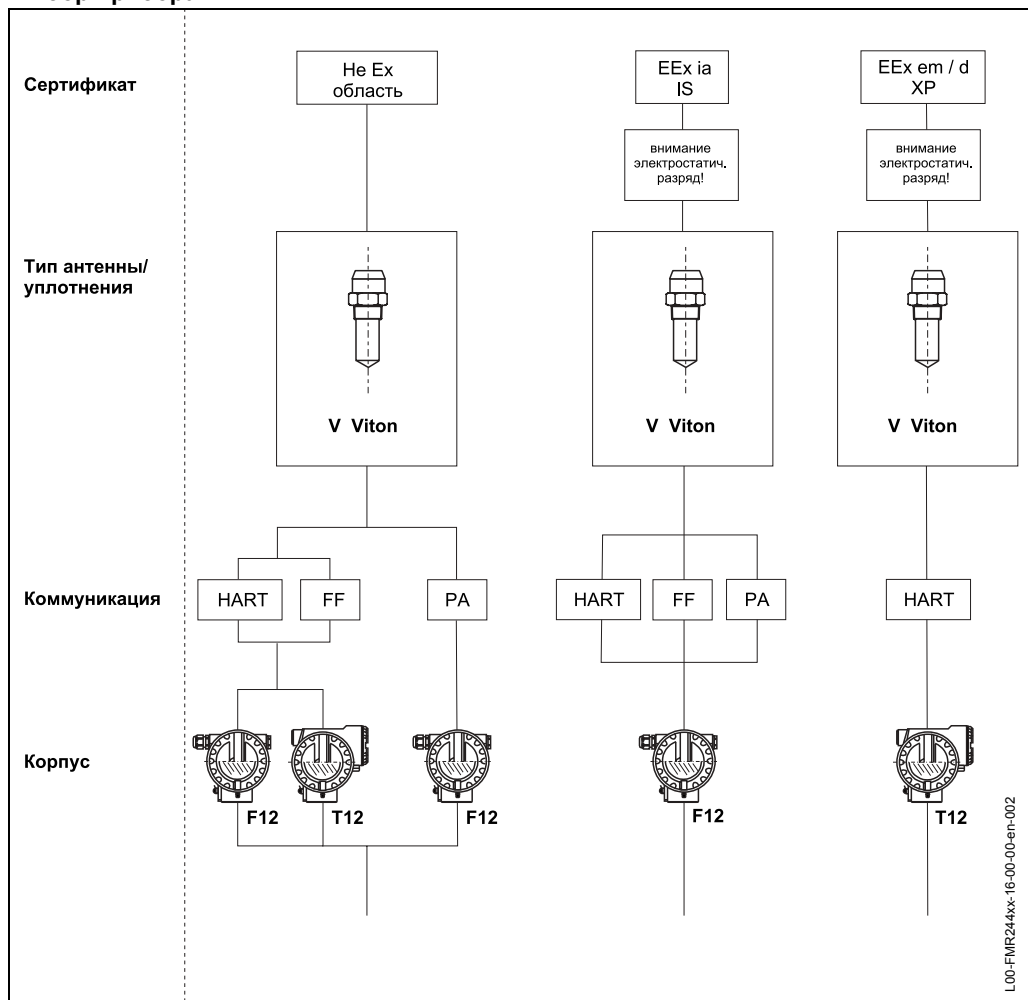 Сертификат
Не Ex
область
EEx ia
IS
EEx em / d
XP
внимание
электростатич.
разряд!
внимание
электростатич.
разряд!
Тип антенны/
уплотнения
V Viton
V Viton
V Viton
Коммуникация
HART
FF
PA
HART
FF
PA
HART
Корпус
F12
T12
F12
F12
T12
L00-FMR244xx-16-00-00-en-002